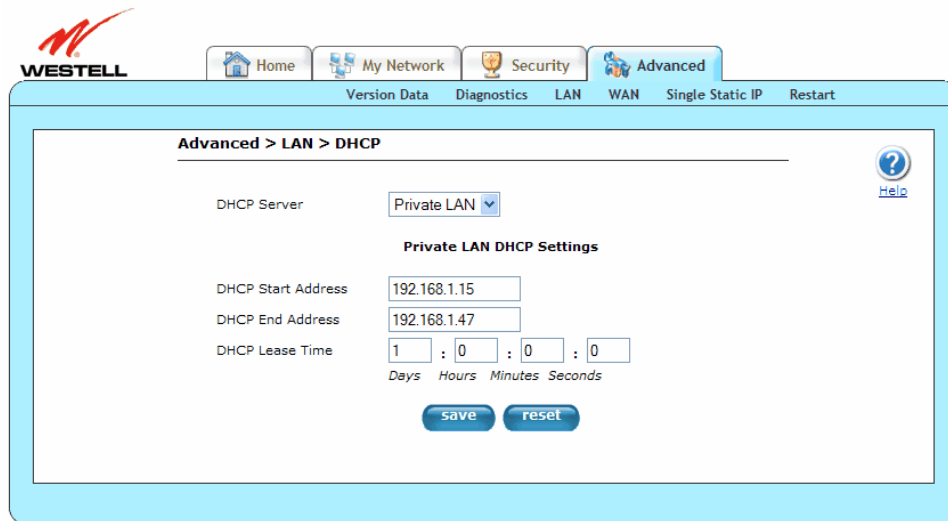 WESTELL
Home
My Network
Security
Advanced
Version Data Diagnostics LAN WAN Single Static IP Restart
Advanced > LAN > DHCP
?
Help
DHCP Server Private LAN
Private LAN DHCP Settings
DHCP Start Address 192.168.1.15
DHCP End Address 192.168.1.47
DHCP Lease Time 1 : 0 : 0 : 0
Days Hours Minutes Seconds
save reset